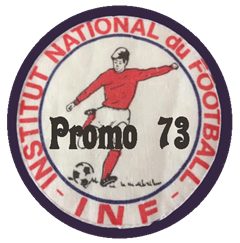 INSTITUT NATIONAL du FOOTBALL
Promo 73
- INF -